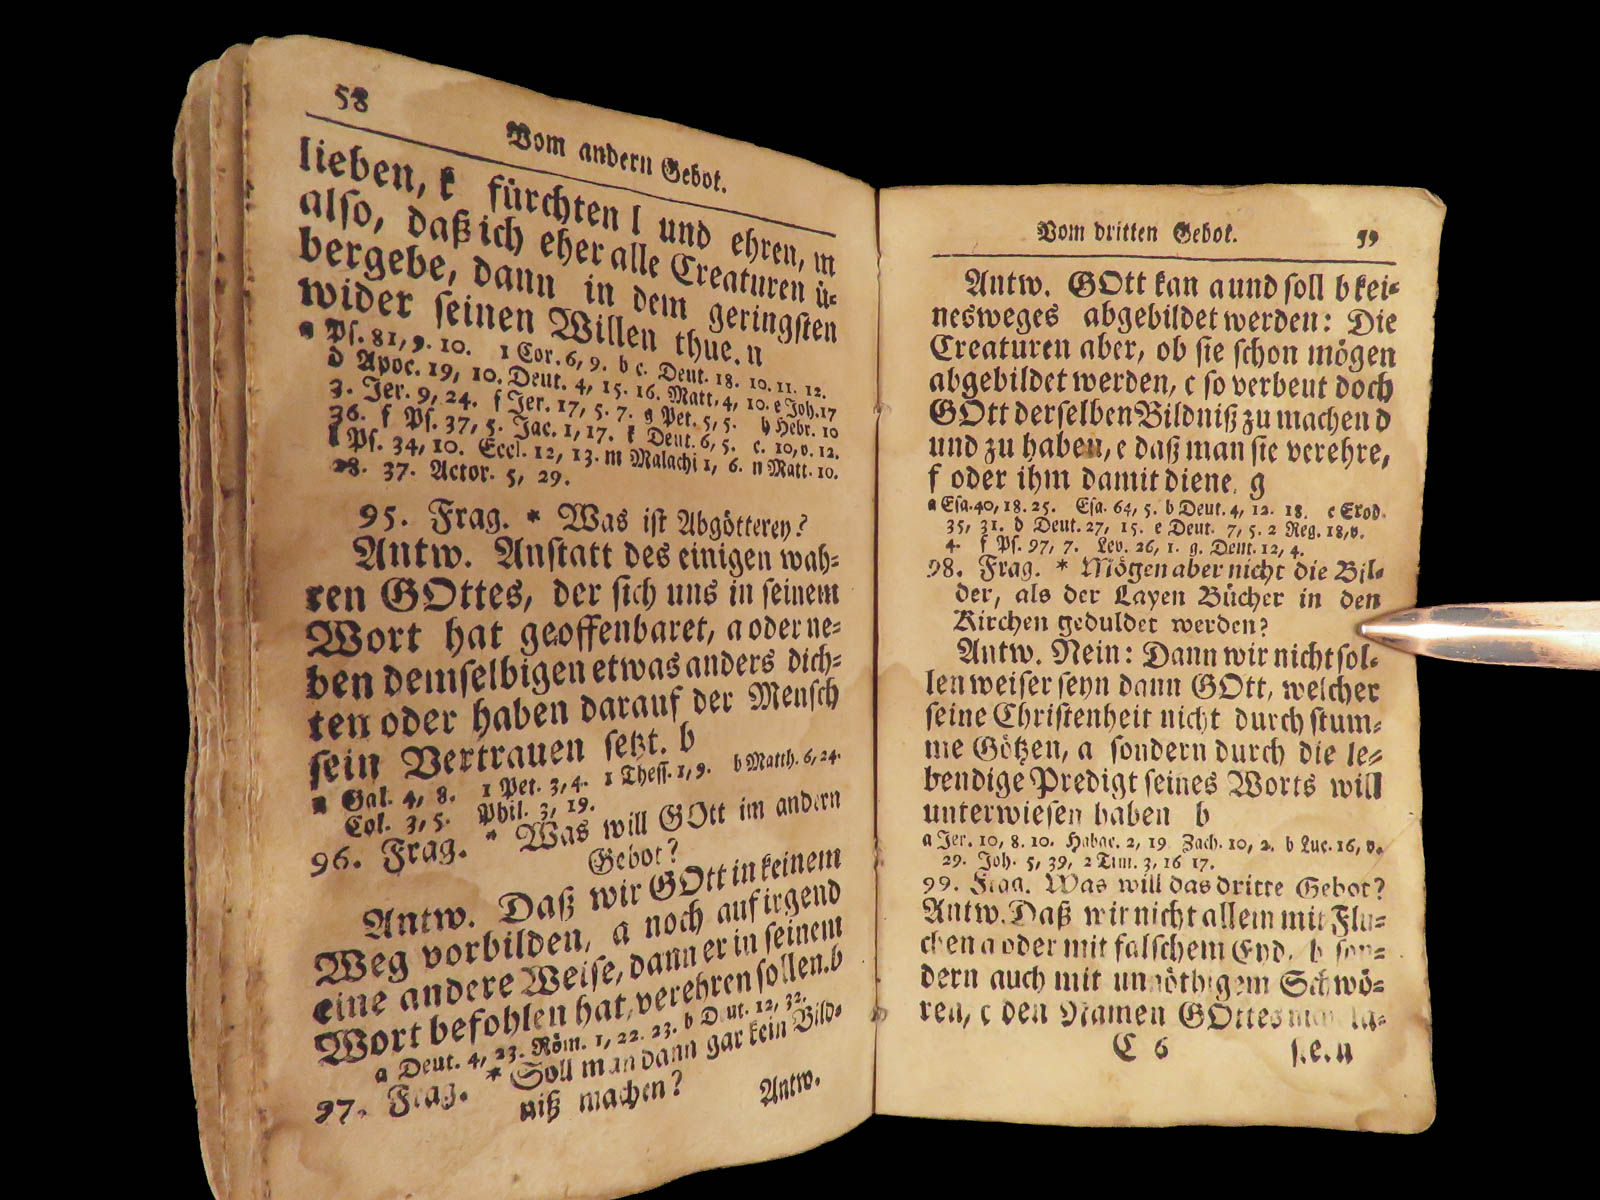 58
Vom andern Gebot.
lieben, k fürchten l und ehren, m
also, daß ich eher alle Creaturen ü-
bergebe, dann in dem geringsten
wider seinen Willen thue. n
a Ps. 81, 9. 10. 1 Cor. 6, 9. b c. Deut. 18. 10. 11. 12.
d Apoc. 19, 10. Deut. 4, 15. 16. Matt, 4, 10. e Joh. 17
3. Jer. 9, 24. f Jer. 17, 5. 7. g Pet. 5, 5. h Hebr. 10
36. f Ps. 37, 5. Jac. 1, 17. k Deut. 6, 5. c. 10, v. 12.
l Ps. 34, 10. Eccl. 12, 13. m Malachi 1, 6. n Matt. 10.
28. 37. Actor. 5, 29.
95. Frag. * Was ist Abgötterey?
Antw. Anstatt des einigen wah-
ren GOttes, der sich uns in seinem
Wort hat geoffenbaret, a oder ne-
ben demselbigen etwas anders dich-
ten oder haben darauf der Mensch
sein Vertrauen setzt. b
a Gal. 4, 8. 1 Pet. 3, 4. 1 Thess. 1, 9. b Matth. 6, 24.
Col. 3, 5. Phil. 3, 19.
96. Frag. * Was will GOtt im andern
Gebot?
Antw. Daß wir GOtt in keinem
Weg vorbilden, a noch auf irgend
eine andere Weise, dann er in seinem
Wort befohlen hat, verehren sollen. b
a Deut. 4, 23. Röm. 1, 22. 23. b Deut. 12, 32.
97. Frag. * Soll man dann gar kein Bild-
niß machen?
Antw.
Vom dritten Gebot. 59
Antw. GOtt kan a und soll b kei-
nesweges abgebildet werden: Die
Creaturen aber, ob sie schon mögen
abgebildet werden, c so verbeut doch
GOtt derselben Bildniß zu machen d
und zu haben, e daß man sie verehre,
f oder ihm damit diene. g
a Esa. 40, 18. 25. Esa. 64, 5. b Deut. 4, 12. 18. c Exod.
35, 31. d Deut. 27, 15. e Deut. 7, 5. 2 Reg. 18, v.
4. f Ps. 97, 7. Lev. 26, 1. g. Deut. 12, 4.
98. Frag. * Mögen aber nicht die Bil-
der, als der Layen Bücher in den
Kirchen geduldet werden?
Antw. Nein: Dann wir nicht sol-
len weiser seyn dann GOtt, welcher
seine Christenheit nicht durch stum-
me Götzen, a sondern durch die le-
bendige Predigt seines Worts will
unterwiesen haben b
a Jer. 10, 8. 10. Habac. 2, 19. Zach. 10, 2. b Luc. 16, v.
29. Joh. 5, 39, 2 Tim. 3, 16 17.
99. Frag. Was will das dritte Gebot?
Antw. Daß wir nicht allein mit Flu-
chen a oder mit falschem Eyd, b son-
dern auch mit unnöthigem Schwö-
ren, c den Namen GOttes
C 6